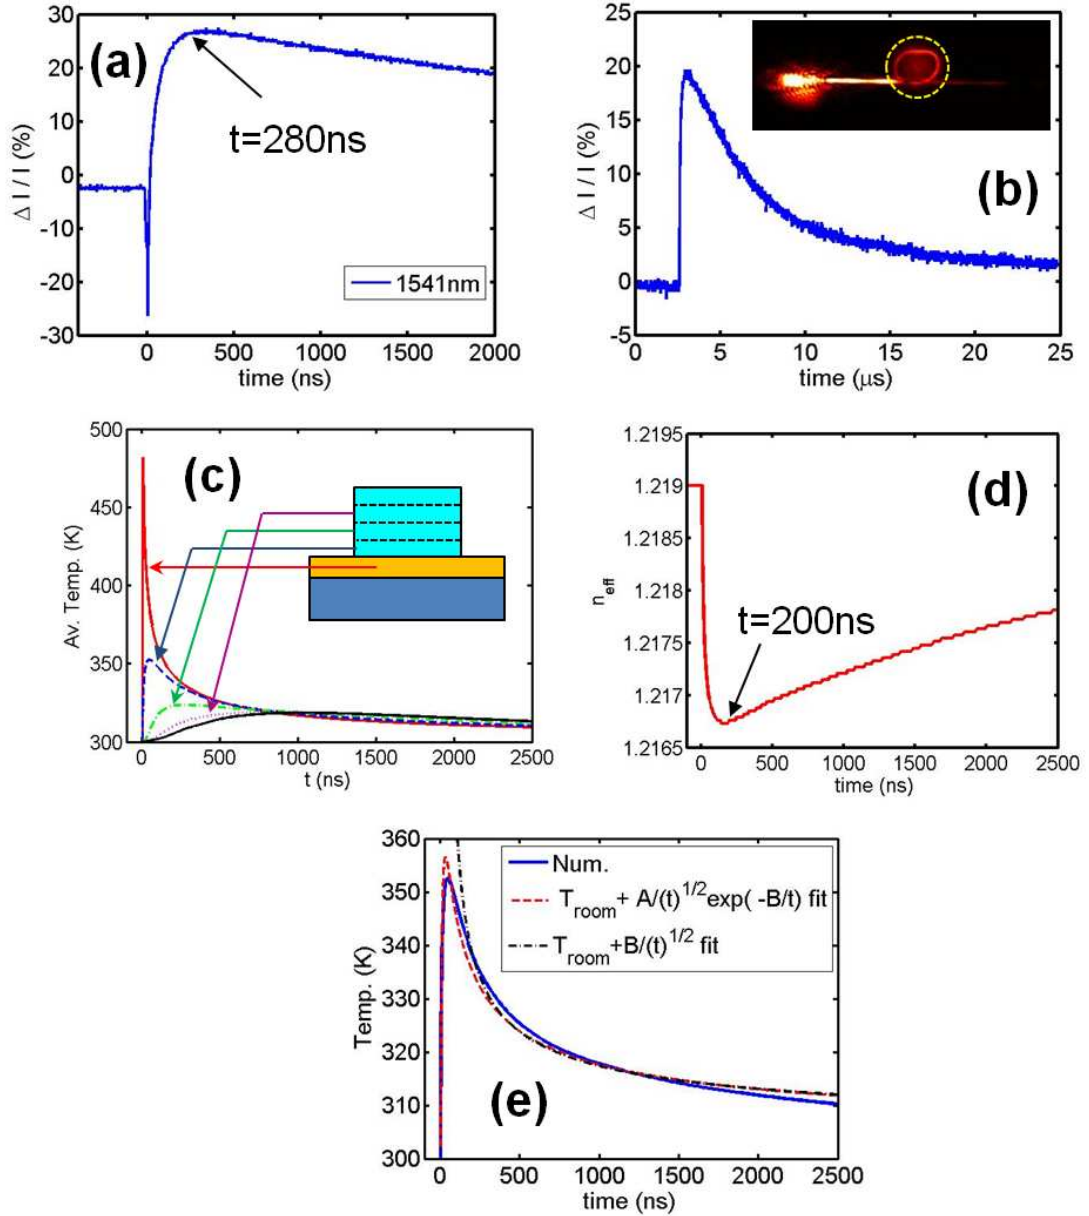 (a)
30
20
10
0
-10
-20
-30
Δ I / I (%)
t=280ns
1541nm
0 500 1000 1500 2000
time (ns)
(b)
20
15
10
5
0
-5
Δ I / I (%)
0 5 10 15 20 25
time (μs)
(c)
500
450
400
350
300
Av. Temp. (K)
0 500 1000 1500 2000 2500
t (ns)
(d)
1.2195
1.219
1.2185
1.218
1.2175
1.217
1.2165
n_eff
t=200ns
0 500 1000 1500 2000 2500
time (ns)
360
350
340
330
320
310
300
Temp. (K)
Num.
T_room+ A/(t)^1/2exp( -B/t) fit
T_room+B/(t)^1/2 fit
(e)
0 500 1000 1500 2000 2500
time (ns)